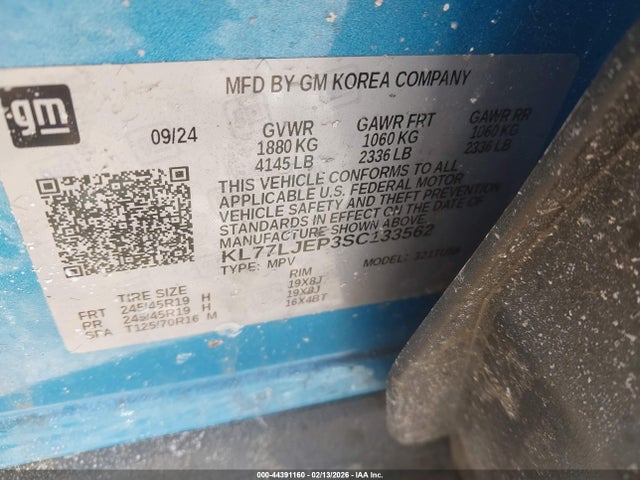 gm
MFD BY GM KOREA COMPANY
09/24
GVWR GAWR FRT GAWR RR
1880 KG 1060 KG 1060 KG
4145 LB 2336 LB 2336 LB
THIS VEHICLE CONFORMS TO ALL
APPLICABLE U.S. FEDERAL MOTOR
VEHICLE SAFETY AND THEFT PREVENTION
STANDARDS IN EFFECT ON THE DATE OF
MANUFACTURE SHOWN ABOVE.
KL77LJEP3SC133562
TYPE: MPV MODEL:
TIRE SIZE RIM
FRT 245/45R19 H 19X8J
RR 245/45R19 H 19X8J
SPA T125/70R16 M 16X4BT
000-44391160 - 02/13/2026 - IAA Inc.